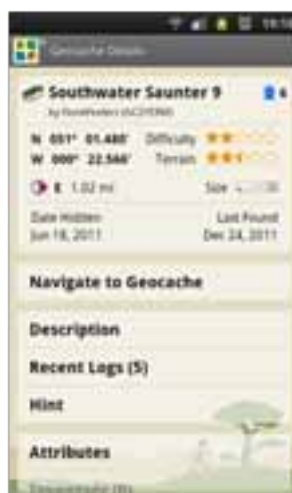 Geocache Details
Southwater Saunter 9
6
N 051° 01.480' Difficulty
W 000° 22.566' Terrain
E 1.02 mi Size
Date Hidden Last Found
Jun 18, 2011 Dec 24, 2011
Navigate to Geocache
Description
Recent Logs (5)
Hint
Attributes